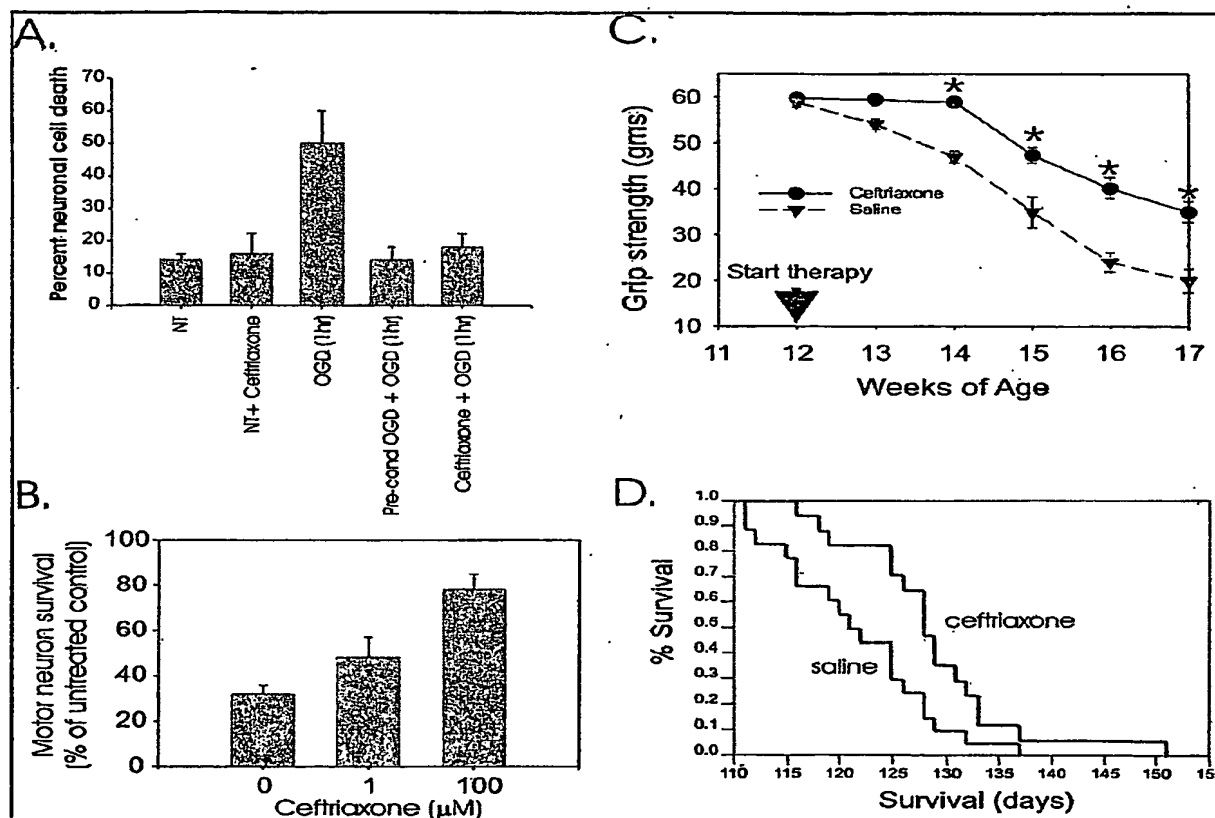 A.
Percent neuronal cell death
70
60
50
40
30
20
10
0
NT
NT+ Ceftriaxone
OGD (1hr)
Pre-cond OGD + OGD (1hr)
Ceftriaxone + OGD (1hr)
B.
Motor neuron survival
(% of untreated control)
100
80
60
40
20
0
0 1 100
Ceftriaxone (μM)
C.
Grip strength (gms)
60
50
40
30
20
10
* * * *
Ceftriaxone
Saline
Start therapy
11 12 13 14 15 16 17
Weeks of Age
D.
% Survival
1.0
0.9
0.8
0.7
0.6
0.5
0.4
0.3
0.2
0.1
0.0
ceftriaxone
saline
110 115 120 125 130 135 140 145 150 15
Survival (days)